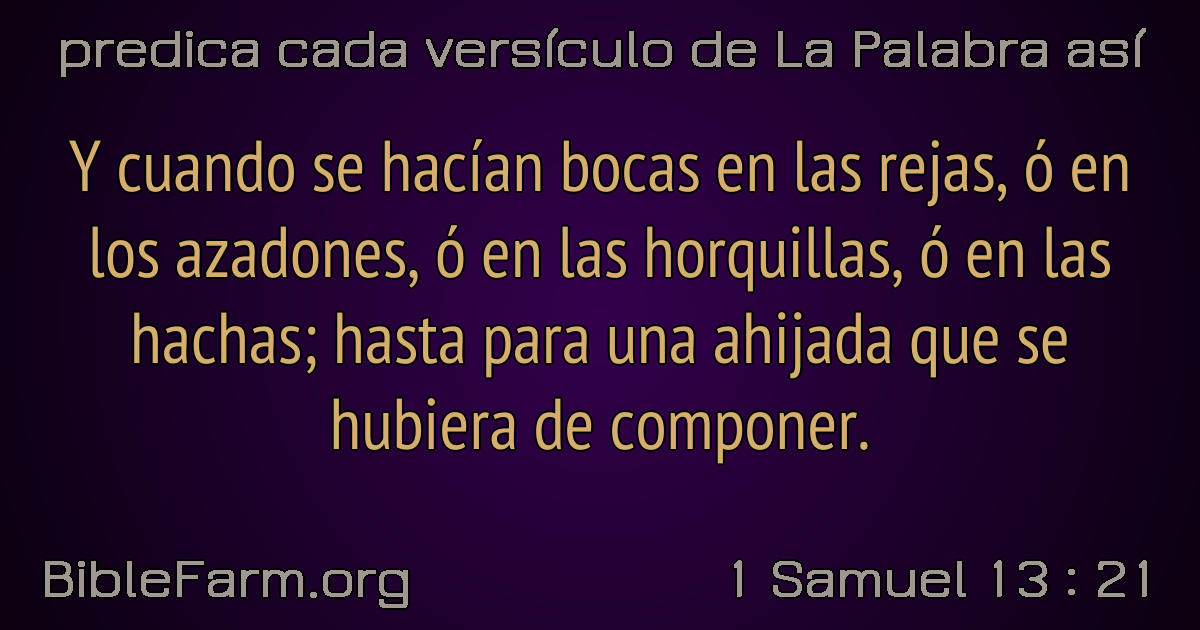 predica cada versículo de La Palabra así
Y cuando se hacían bocas en las rejas, ó en
los azadones, ó en las horquillas, ó en las
hachas; hasta para una ahijada que se
hubiera de componer.
BibleFarm.org
1 Samuel 13 : 21